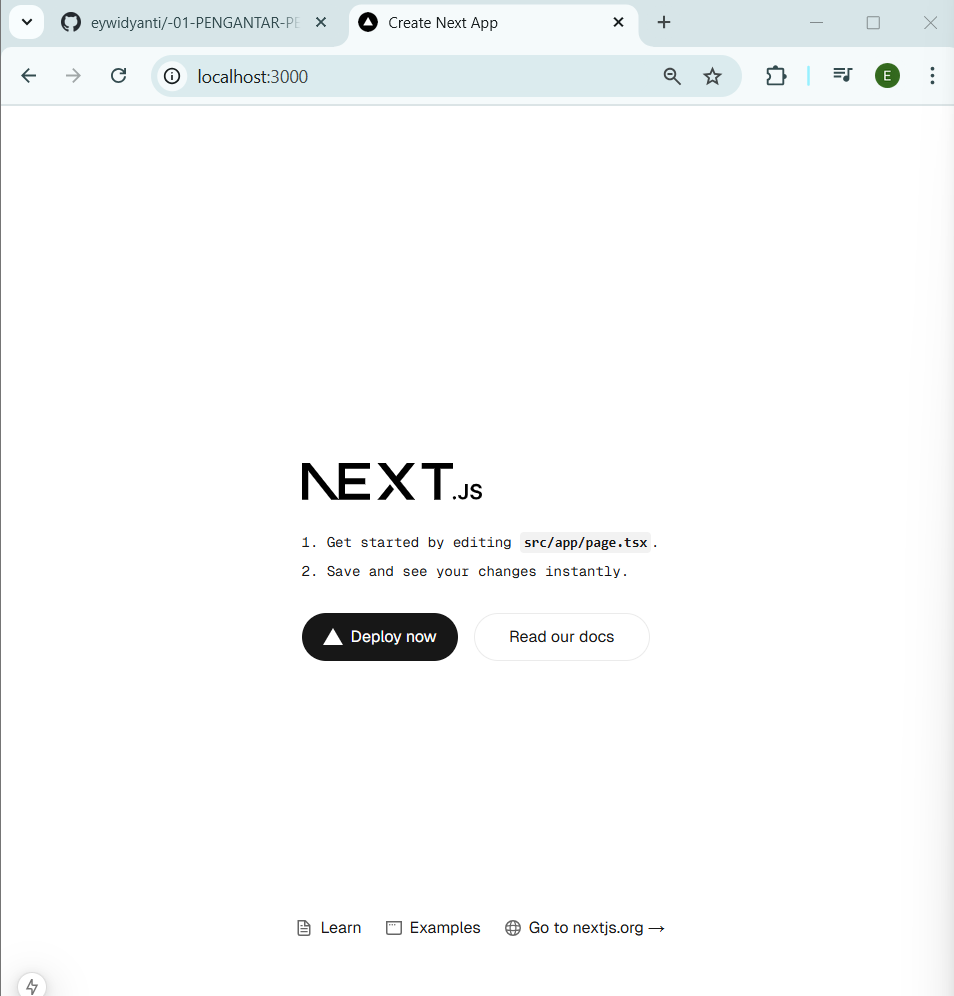 eywidyanti/-01-PENGANTAR-PE
Create Next App
localhost:3000
E
NEXT.JS
1. Get started by editing src/app/page.tsx.
2. Save and see your changes instantly.
Deploy now
Read our docs
Learn
Examples
Go to nextjs.org →